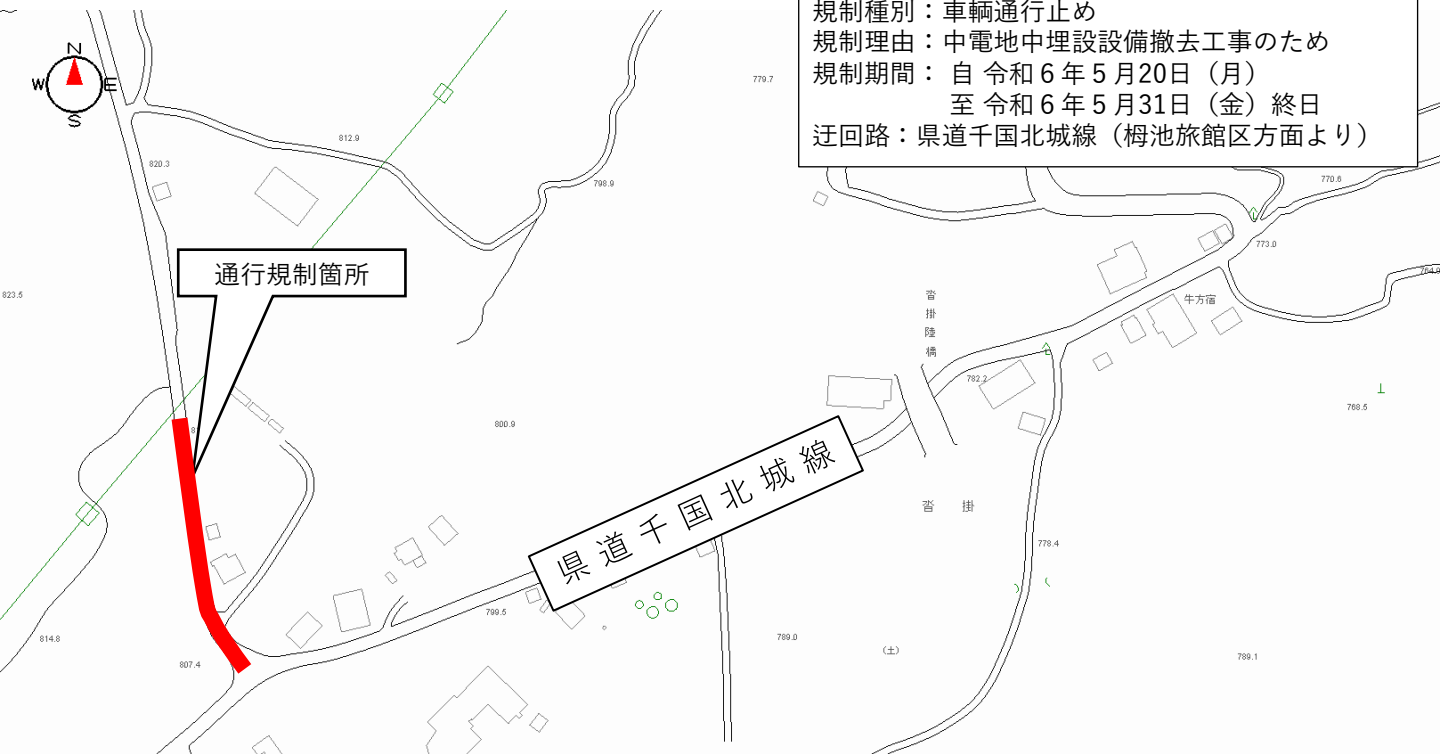 規制種別：車輌通行止め
規制理由：中電地中埋設設備撤去工事のため
規制期間： 自 令和６年５月20日（月）
至 令和６年５月31日（金）終日
迂回路：県道千国北城線（栂池旅館区方面より）
N
W E
S
779.7
812.9
820.3
798.9
770.6
773.0
通行規制箇所
823.5
牛方宿
沓掛陸橋
782.2
768.5
800.9
県道千国北城線
沓掛
778.4
799.5
814.8
807.4
789.0
（土）
789.1